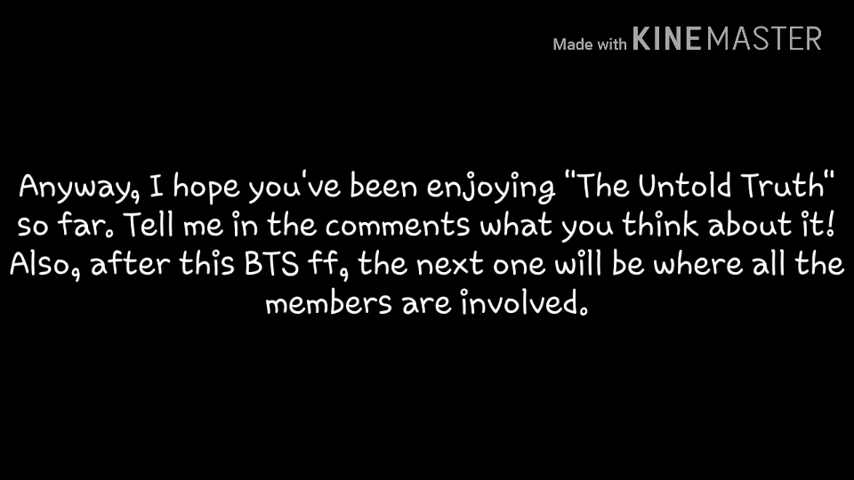 Made with KINEMASTER
Anyway, I hope you've been enjoying "The Untold Truth"
so far. Tell me in the comments what you think about it!
Also, after this BTS ff, the next one will be where all the
members are involved.